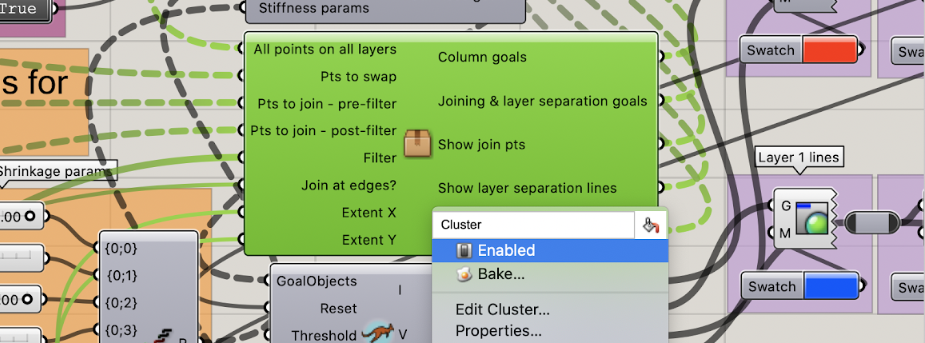 True
Stiffness params
s for
All points on all layers
Pts to swap
Pts to join - pre-filter
Pts to join - post-filter
Filter
Join at edges?
Extent X
Extent Y
Column goals
Joining & layer separation goals
Show join pts
Show layer separation lines
M
Swatch
Swa
Layer 1 lines
G
M
Swatch
Swa
Shrinkage param
.00
00
{0;0}
{0;1}
{0;2}
{0;3}
GoalObjects
Reset
Threshold
I
V
Cluster
Enabled
Bake...
Edit Cluster...
Properties...